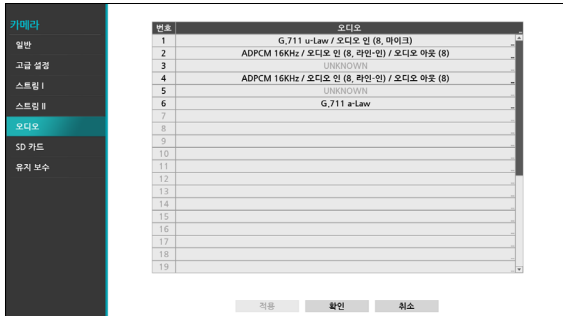 카메라
일반
고급 설정
스트림 I
스트림 II
오디오
SD 카드
유지 보수
번호 오디오
1 G.711 u-Law / 오디오 인 (8, 마이크)
2 ADPCM 16KHz / 오디오 인 (8, 라인-인) / 오디오 아웃 (8)
3 UNKNOWN
4 ADPCM 16KHz / 오디오 인 (8, 라인-인) / 오디오 아웃 (8)
5 UNKNOWN
6 G.711 a-Law
7
8
9
10
11
12
13
14
15
16
17
18
19
적용 확인 취소